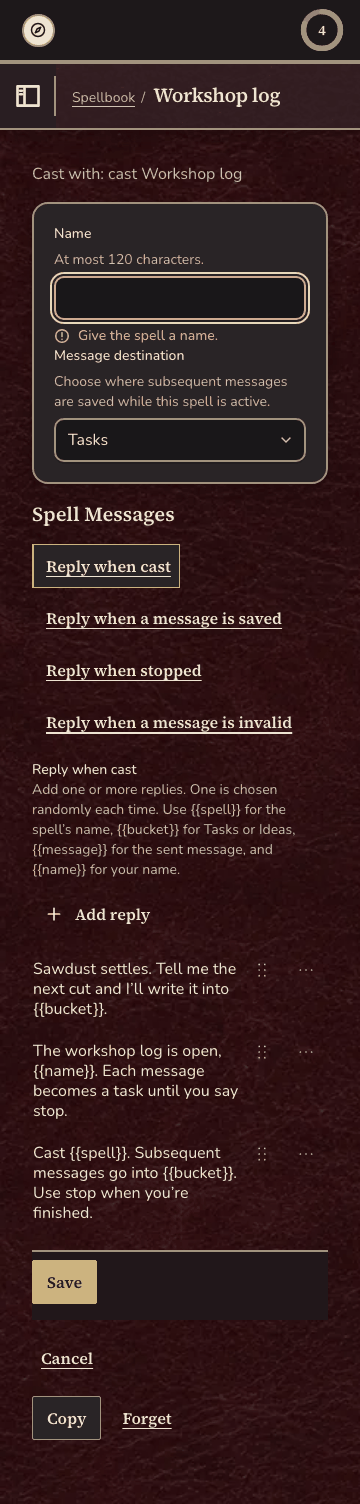 4
Spellbook / Workshop log
Cast with: cast Workshop log
Name
At most 120 characters.
Give the spell a name.
Message destination
Choose where subsequent messages
are saved while this spell is active.
Tasks
Spell Messages
Reply when cast
Reply when a message is saved
Reply when stopped
Reply when a message is invalid
Reply when cast
Add one or more replies. One is chosen
randomly each time. Use {{spell}} for the
spell’s name, {{bucket}} for Tasks or Ideas,
{{message}} for the sent message, and
{{name}} for your name.
Add reply
Sawdust settles. Tell me the
next cut and I’ll write it into
{{bucket}}.
The workshop log is open,
{{name}}. Each message
becomes a task until you say
stop.
Cast {{spell}}. Subsequent
messages go into {{bucket}}.
Use stop when you’re
finished.
Save
Cancel
Copy Forget